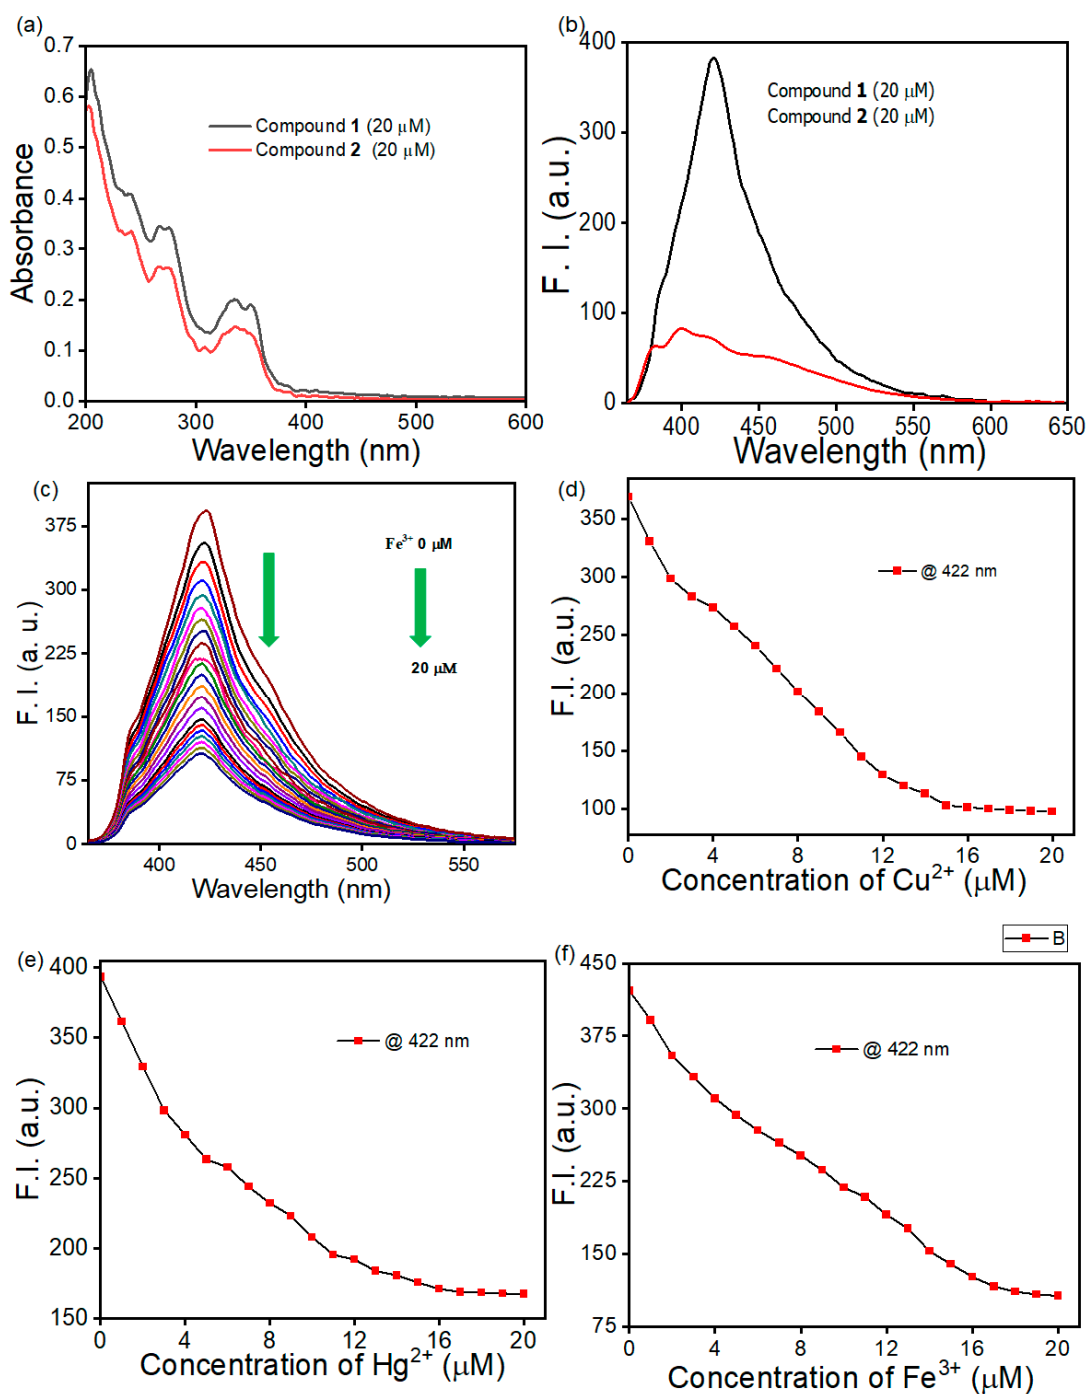 (a)
0.7
0.6
0.5
0.4
0.3
0.2
0.1
0.0
Absorbance
Compound 1 (20 μM)
Compound 2 (20 μM)
200 300 400 500 600
Wavelength (nm)
(b)
400
300
200
100
0
F. I. (a.u.)
Compound 1 (20 μM)
Compound 2 (20 μM)
400 450 500 550 600 650
Wavelength (nm)
(c)
375
300
225
150
75
0
F. I. (a. u.)
Fe³⁺ 0 μM
20 μM
400 450 500 550
Wavelength (nm)
(d)
350
300
250
200
150
100
F.I. (a.u.)
@ 422 nm
0 4 8 12 16 20
Concentration of Cu²⁺ (μM)
(e)
400
350
300
250
200
150
F.I. (a.u.)
@ 422 nm
0 4 8 12 16 20
Concentration of Hg²⁺ (μM)
(f)
B
450
375
300
225
150
75
F.I. (a.u.)
@ 422 nm
0 4 8 12 16 20
Concentration of Fe³⁺ (μM)